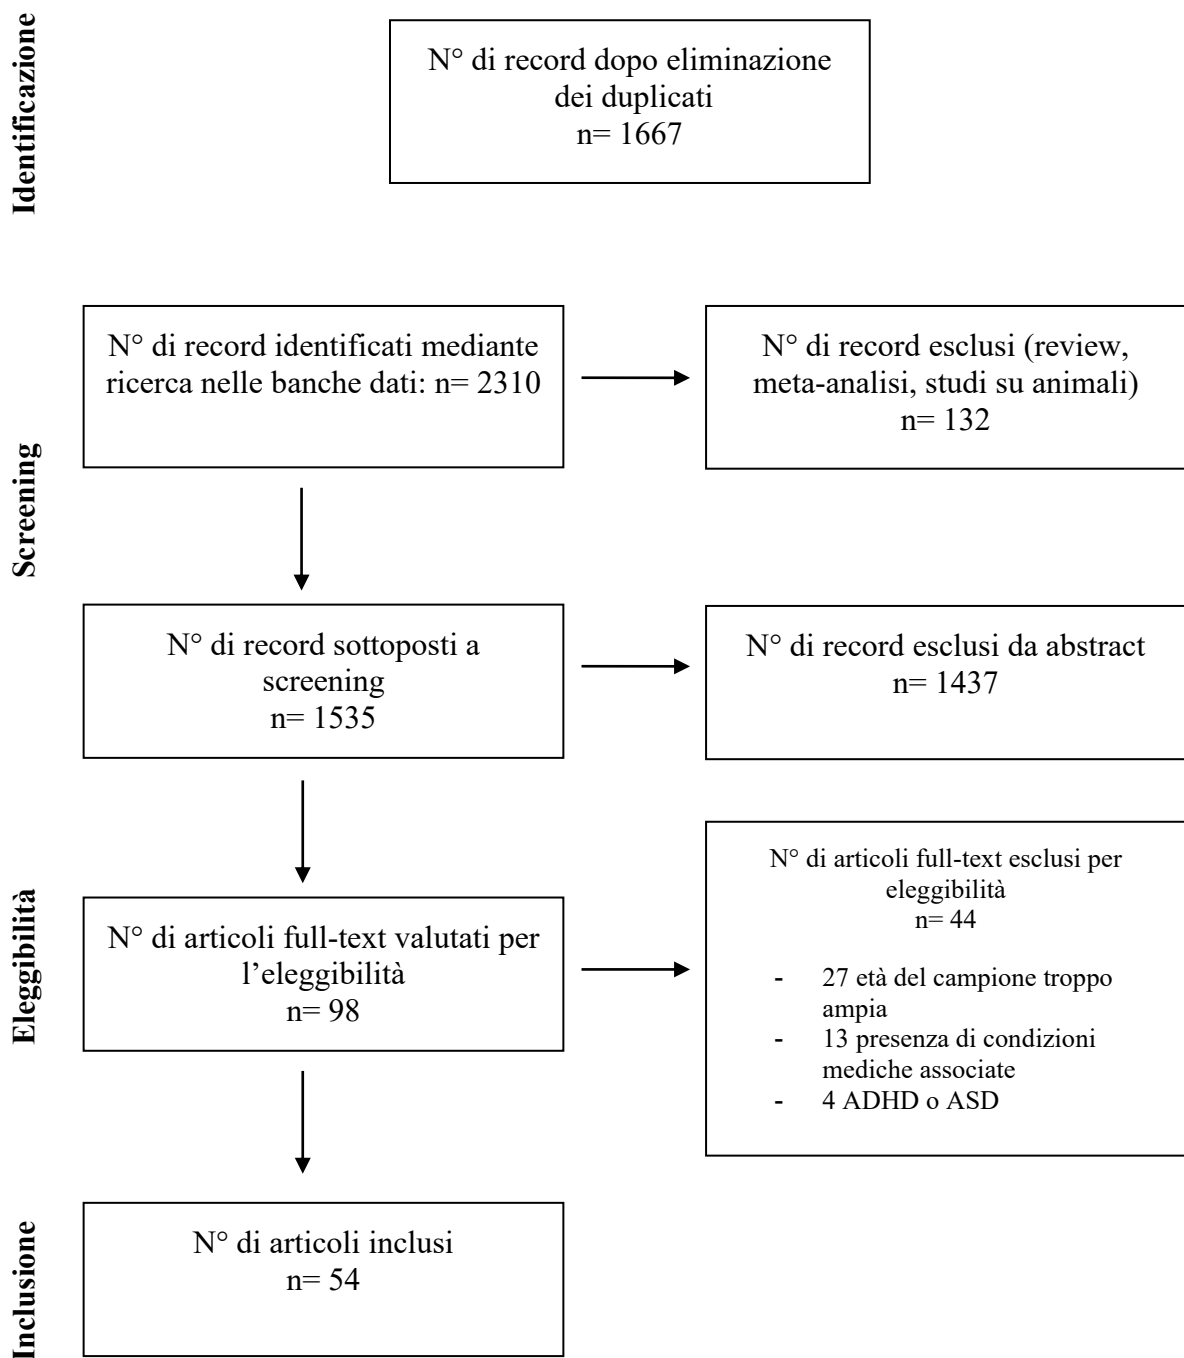 Identificazione
N° di record dopo eliminazione
dei duplicati
n= 1667
Screening
N° di record identificati mediante
ricerca nelle banche dati: n= 2310
N° di record esclusi (review,
meta-analisi, studi su animali)
n= 132
N° di record sottoposti a
screening
n= 1535
N° di record esclusi da abstract
n= 1437
Eleggibilità
N° di articoli full-text valutati per
l’eleggibilità
n= 98
N° di articoli full-text esclusi per
eleggibilità
n= 44
- 27 età del campione troppo
ampia
- 13 presenza di condizioni
mediche associate
- 4 ADHD o ASD
Inclusione
N° di articoli inclusi
n= 54